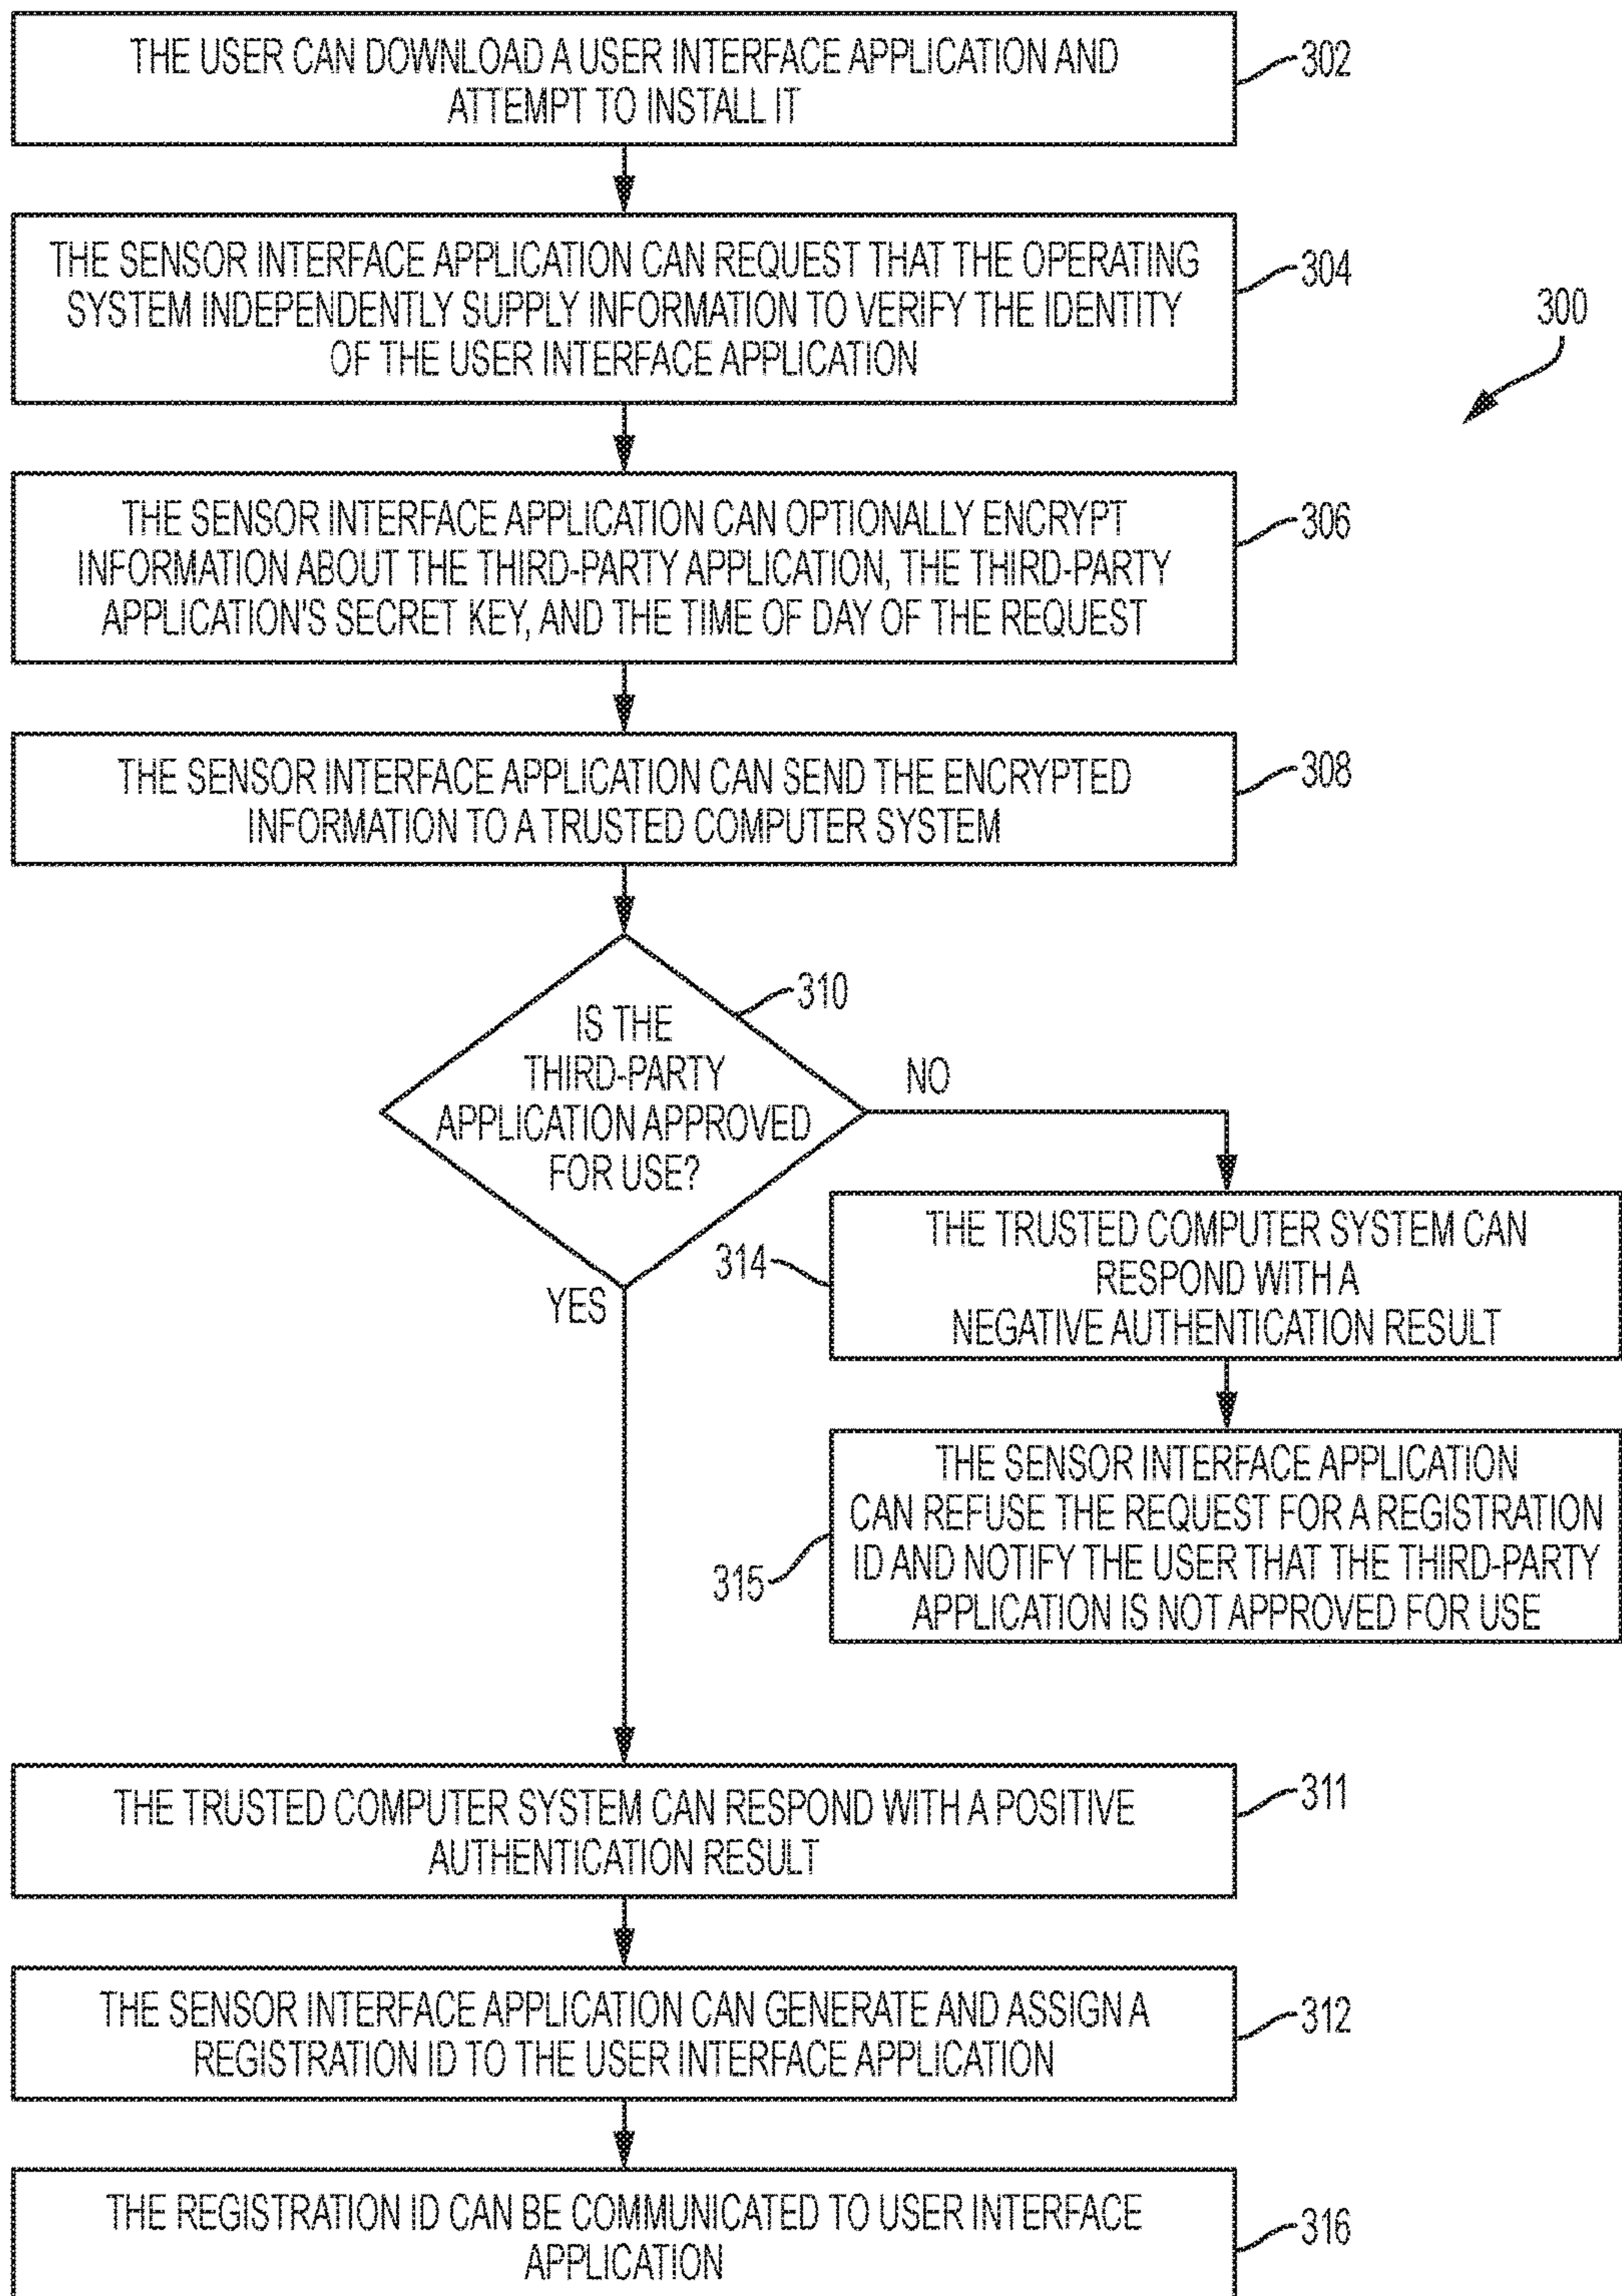 THE USER CAN DOWNLOAD A USER INTERFACE APPLICATION AND
ATTEMPT TO INSTALL IT
302
THE SENSOR INTERFACE APPLICATION CAN REQUEST THAT THE OPERATING
SYSTEM INDEPENDENTLY SUPPLY INFORMATION TO VERIFY THE IDENTITY
OF THE USER INTERFACE APPLICATION
304
300
THE SENSOR INTERFACE APPLICATION CAN OPTIONALLY ENCRYPT
INFORMATION ABOUT THE THIRD-PARTY APPLICATION, THE THIRD-PARTY
APPLICATION'S SECRET KEY, AND THE TIME OF DAY OF THE REQUEST
306
THE SENSOR INTERFACE APPLICATION CAN SEND THE ENCRYPTED
INFORMATION TO A TRUSTED COMPUTER SYSTEM
308
IS THE
THIRD-PARTY
APPLICATION APPROVED
FOR USE?
310
NO
YES
THE TRUSTED COMPUTER SYSTEM CAN
RESPOND WITH A
NEGATIVE AUTHENTICATION RESULT
314
THE SENSOR INTERFACE APPLICATION
CAN REFUSE THE REQUEST FOR A REGISTRATION
ID AND NOTIFY THE USER THAT THE THIRD-PARTY
APPLICATION IS NOT APPROVED FOR USE
315
THE TRUSTED COMPUTER SYSTEM CAN RESPOND WITH A POSITIVE
AUTHENTICATION RESULT
311
THE SENSOR INTERFACE APPLICATION CAN GENERATE AND ASSIGN A
REGISTRATION ID TO THE USER INTERFACE APPLICATION
312
THE REGISTRATION ID CAN BE COMMUNICATED TO USER INTERFACE
APPLICATION
316